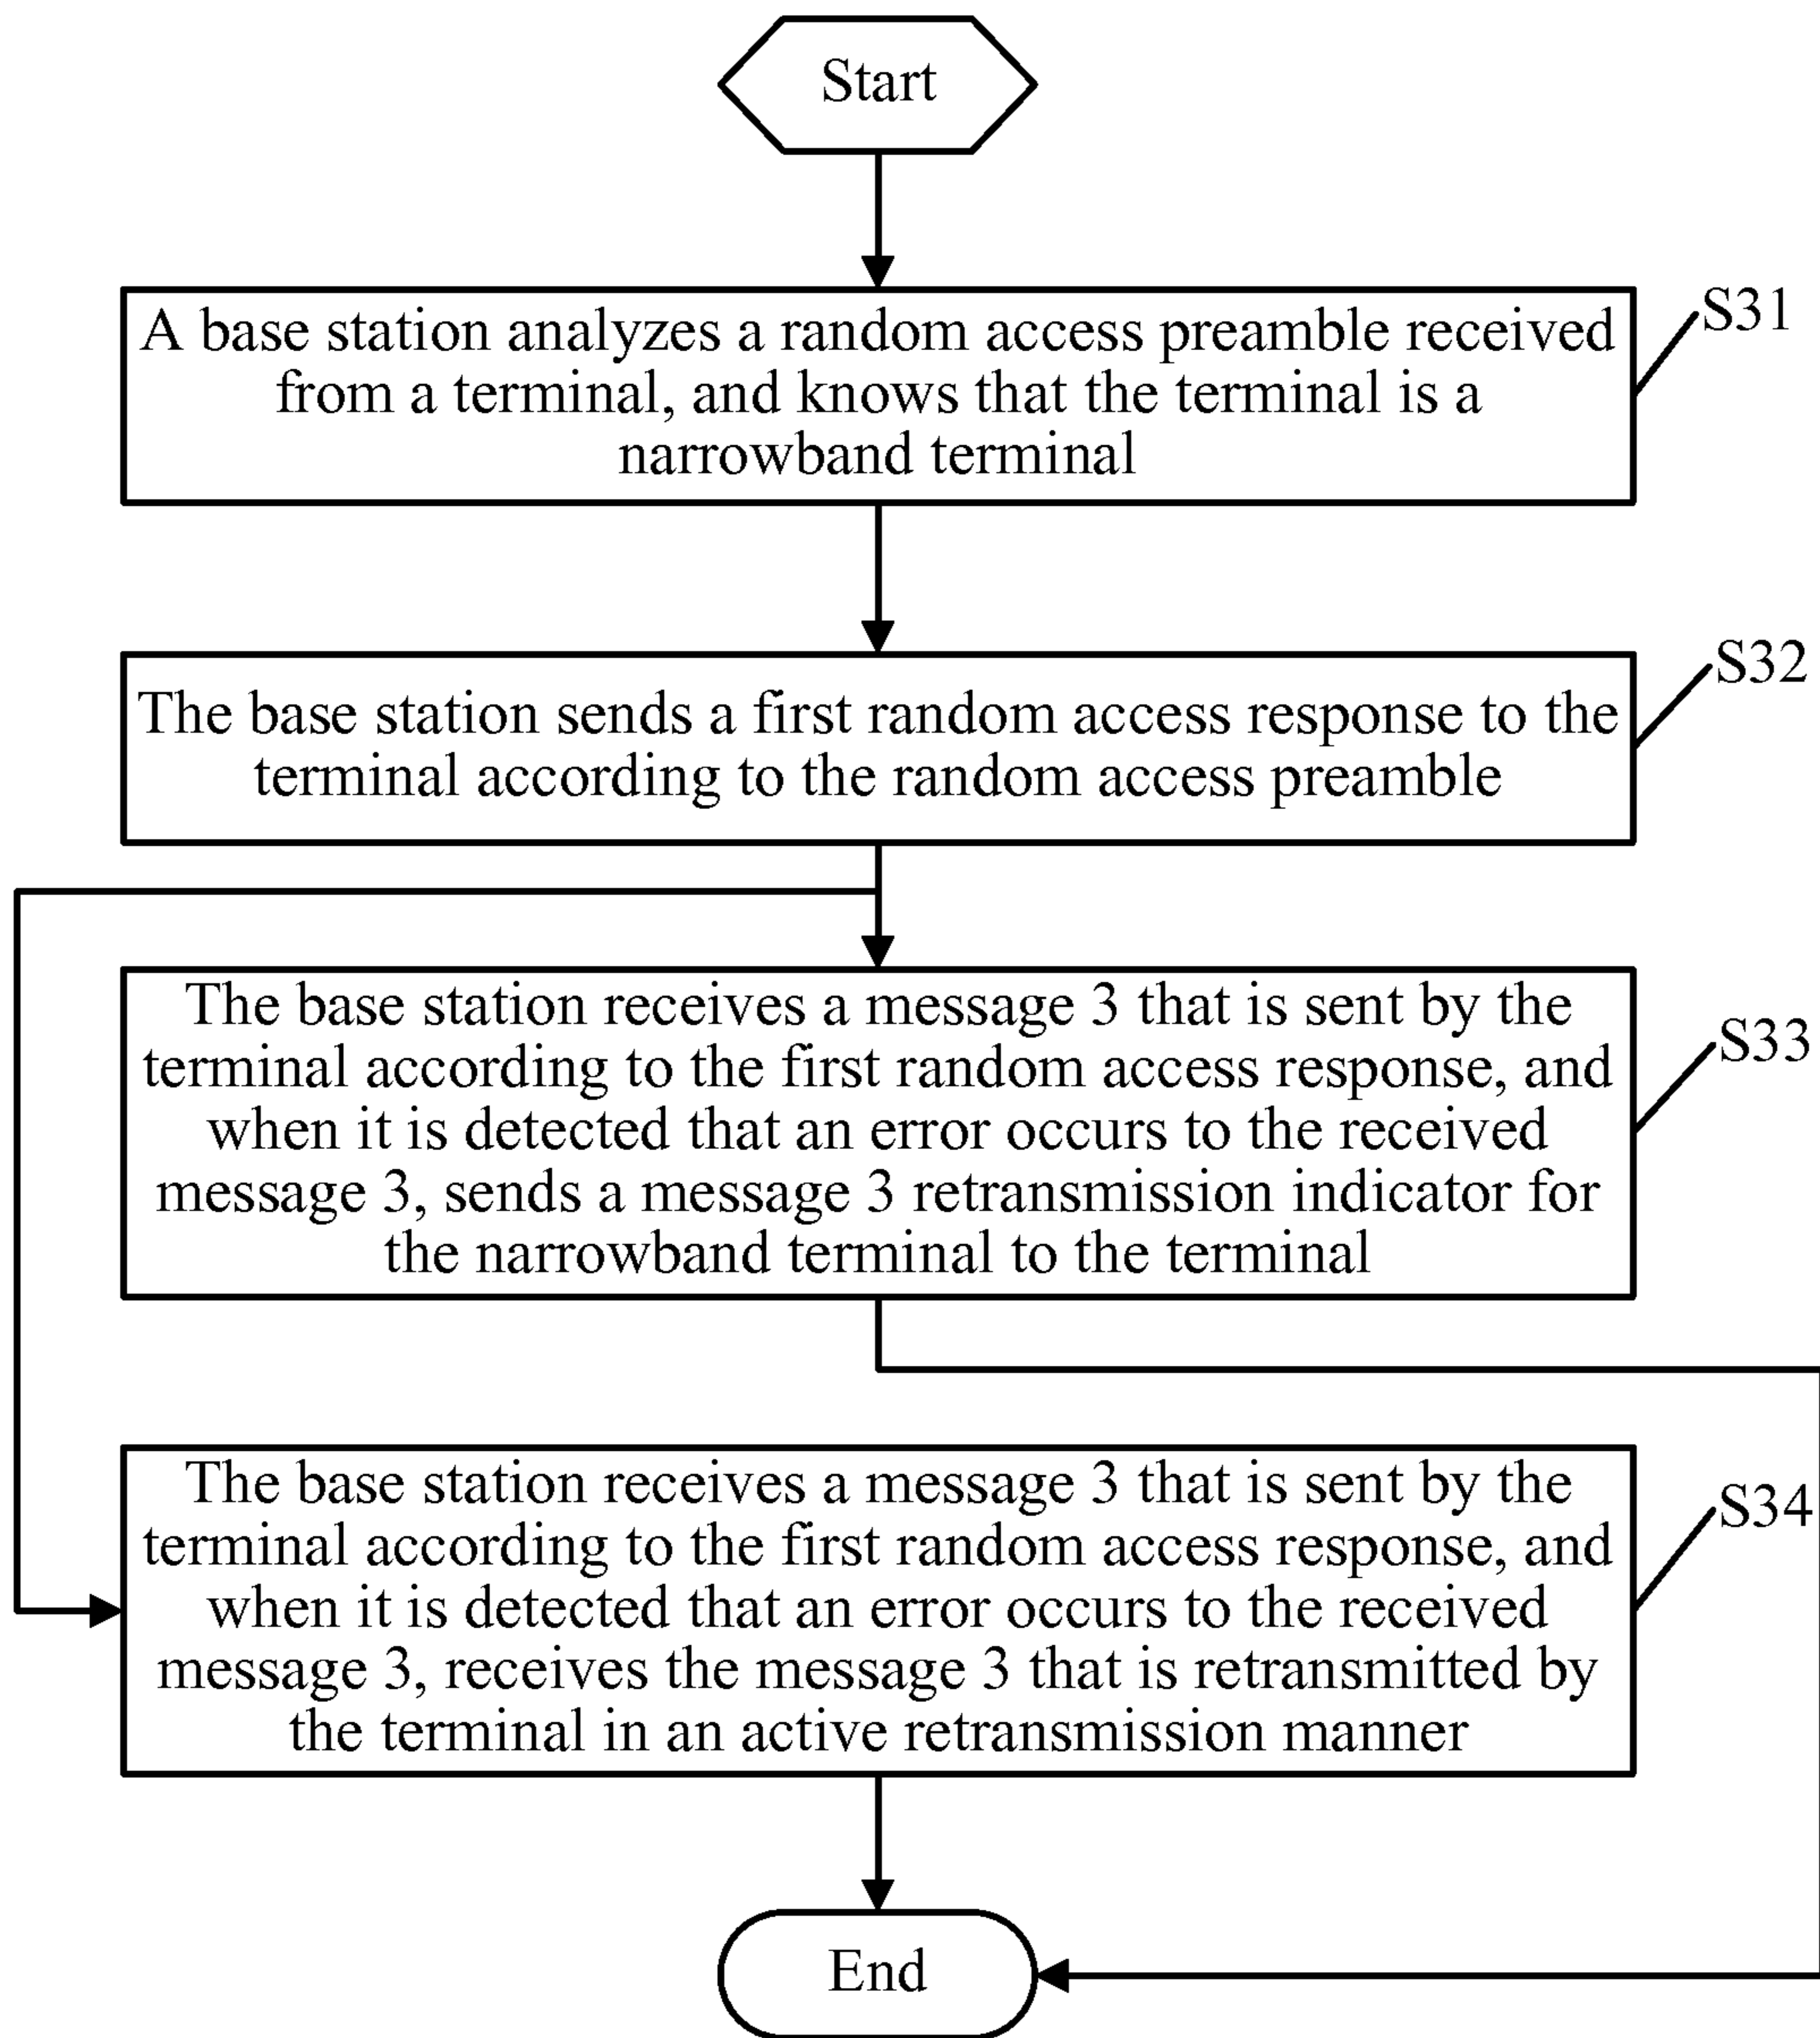 Start
A base station analyzes a random access preamble received
from a terminal, and knows that the terminal is a
narrowband terminal
S31
The base station sends a first random access response to the
terminal according to the random access preamble
S32
The base station receives a message 3 that is sent by the
terminal according to the first random access response, and
when it is detected that an error occurs to the received
message 3, sends a message 3 retransmission indicator for
the narrowband terminal to the terminal
S33
The base station receives a message 3 that is sent by the
terminal according to the first random access response, and
when it is detected that an error occurs to the received
message 3, receives the message 3 that is retransmitted by
the terminal in an active retransmission manner
S34
End